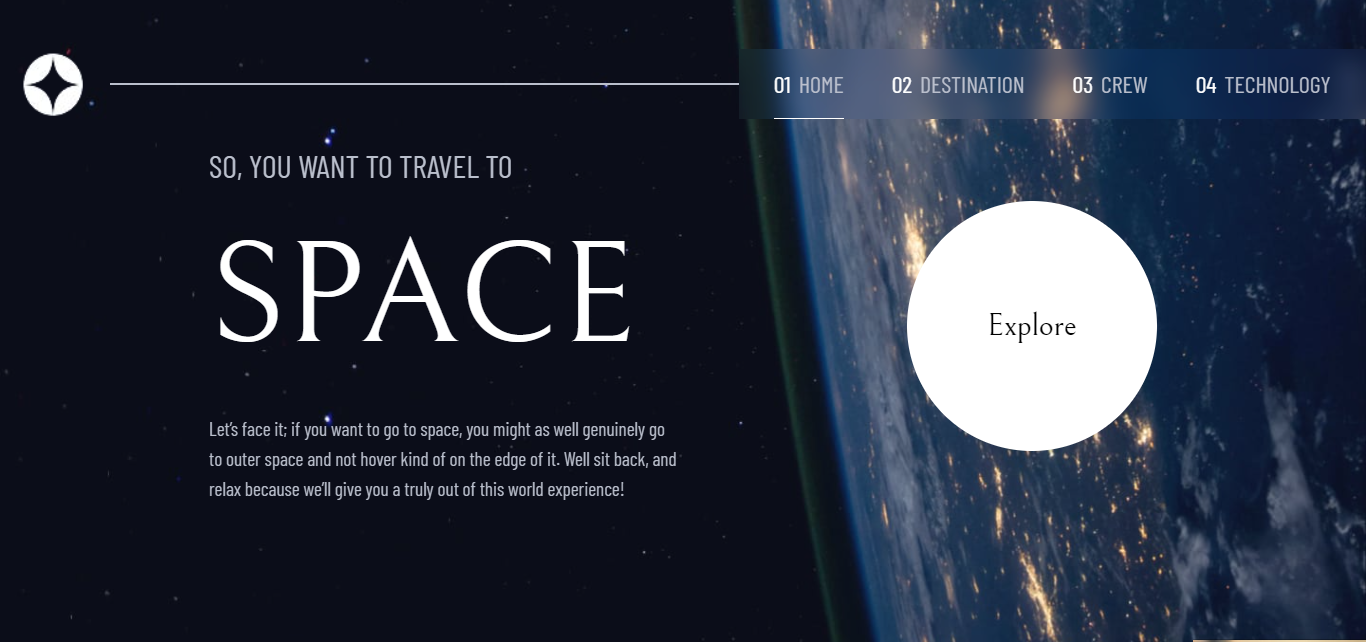 01 HOME 02 DESTINATION 03 CREW 04 TECHNOLOGY
SO, YOU WANT TO TRAVEL TO
SPACE
Explore
Let's face it; if you want to go to space, you might as well genuinely go
to outer space and not hover kind of on the edge of it. Well sit back, and
relax because we'll give you a truly out of this world experience!